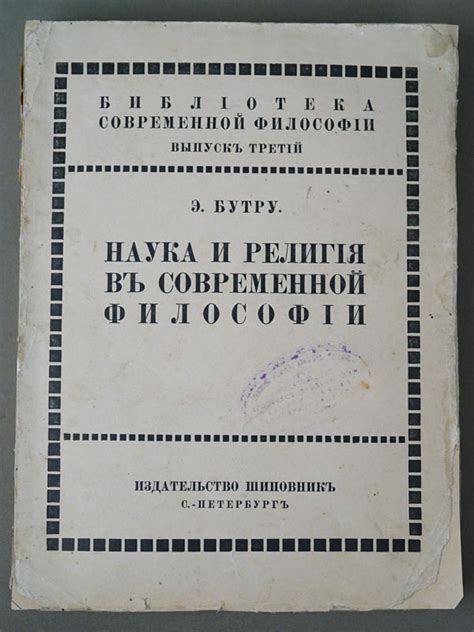 БИБЛІОТЕКА
СОВРЕМЕННОЙ ФИЛОСОФІИ
ВЫПУСКЪ ТРЕТІЙ
Э. БУТРУ.
НАУКА И РЕЛИГІЯ
ВЪ СОВРЕМЕННОЙ
ФИЛОСОФІИ
ИЗДАТЕЛЬСТВО ШИПОВНИКЪ
С.-ПЕТЕРБУРГЪ